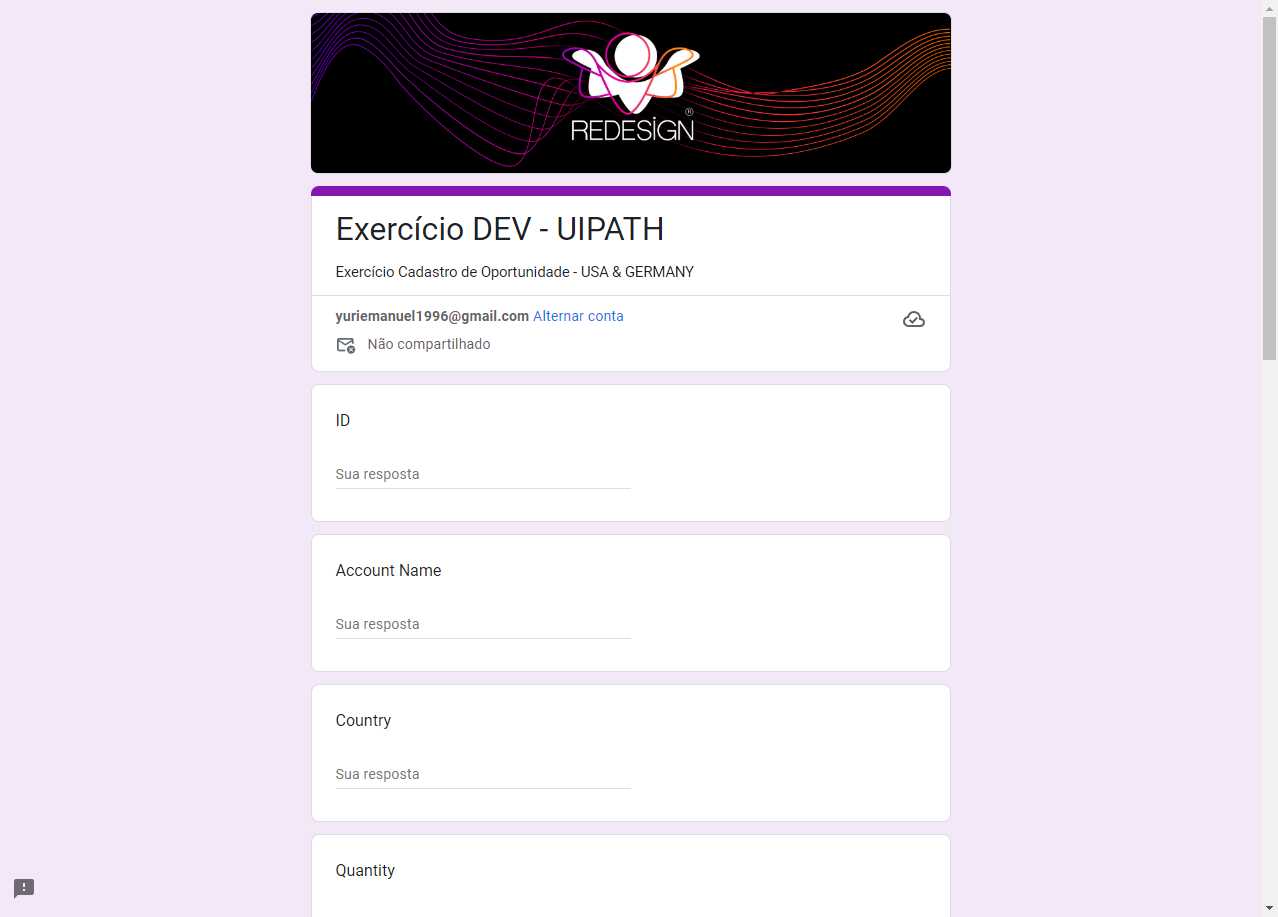 REDESIGN®
Exercício DEV - UIPATH
Exercício Cadastro de Oportunidade - USA & GERMANY
yuriemanuel1996@gmail.com Alternar conta
Não compartilhado
ID
Sua resposta
Account Name
Sua resposta
Country
Sua resposta
Quantity